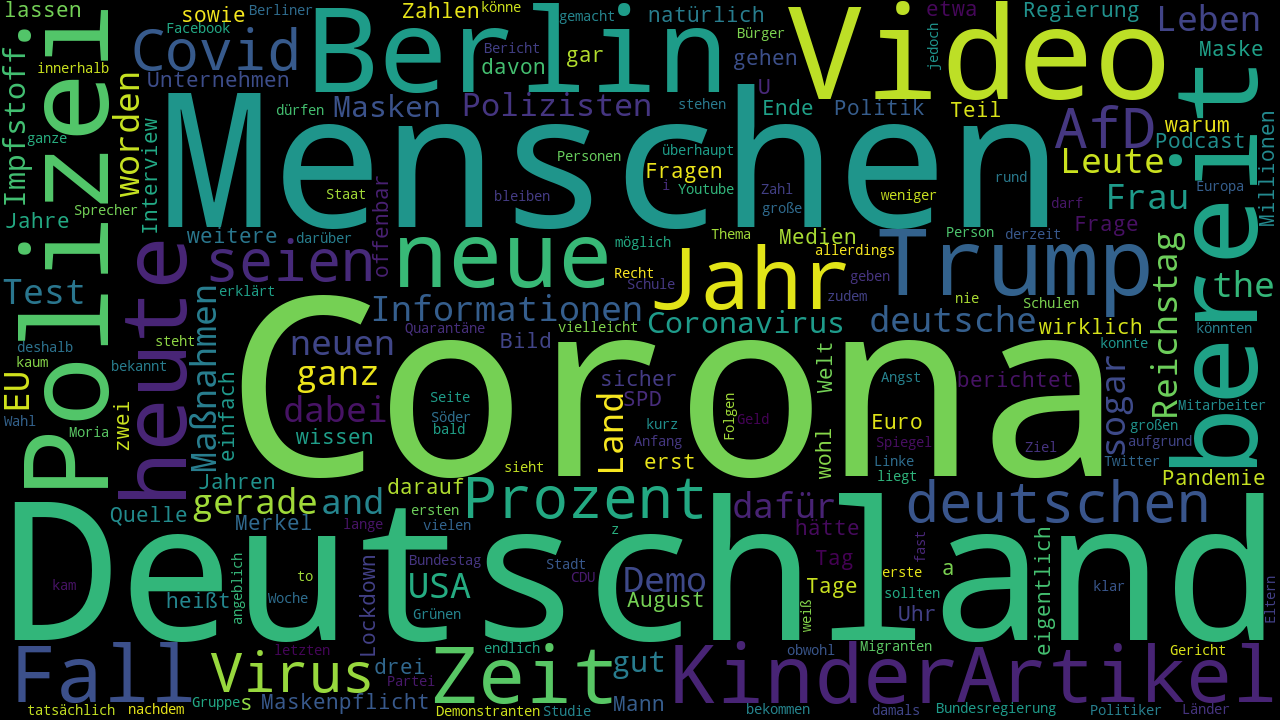 lassen
sowie
Berliner
Facebook
Covid
Berlin
Zahlen
könne
gemacht
natürlich
Video
etwa
Regierung
Leben
Maske
innerhalb
Unternehmen
Bericht
davon
gar
Bürger
gehen
jedoch
Impfstoff
Polizei
worden
dürfen
Masken
Polizisten
stehen
U
Ende
Politik
Teil
AfD
warum
bereit
Podcast
Millionen
ganze
Interview
Menschen
Personen
überhaupt
Fragen
i
Youtube
Zahl
große
weniger
rund
Leute
Frau
Europa
Jahre
Sprecher
Staat
bleiben
darf
Frage
weitere
darüber
offenbar
neue
möglich
Thema
Medien
allerdings
Person
derzeit
heute
seien
Recht
Schule
Jahr
geben
zudem
Trump
nie
Schulen
Reichstag
the
Test
erklärt
Maßnahmen
Informationen
Quarantäne
vielleicht
Coronavirus
deutsche
wirklich
könnten
deshalb
steht
kaum
bekannt
neuen
Bild
konnte
EU
ganz
Corona
sicher
SPD
Welt
Angst
berichtet
sogar
Wahl
Moria
zwei
einfach
dabei
wissen
Seite
Söder
bald
Land
kurz
Anfang
Folgen
Geld
Euro
Spiegel
Ziel
Mitarbeiter
großen
aufgrund
Jahren
sieht
erst
wohl
Linke
liegt
Twitter
Pandemie
Quelle
gerade
and
darauf
Prozent
dafür
deutschen
Merkel
lange
ersten
vielen
z
hätte
Deutschland
kam
angeblich
to
Lockdown
Bundestag
Stadt
CDU
Tag
fast
eigentlich
heißt
Woche
USA
Grünen
Demo
August
weiß
Tage
erste
a
sollten
klar
Eltern
Uhr
Fall
letzten
Virus
drei
Partei
Zeit
endlich
gut
Kinder
obwohl
Migranten
Artikel
Gericht
tatsächlich
nachdem
Gruppe
s
Maskenpflicht
Demonstranten
Studie
Mann
bekommen
damals
Bundesregierung
Politiker
Länder